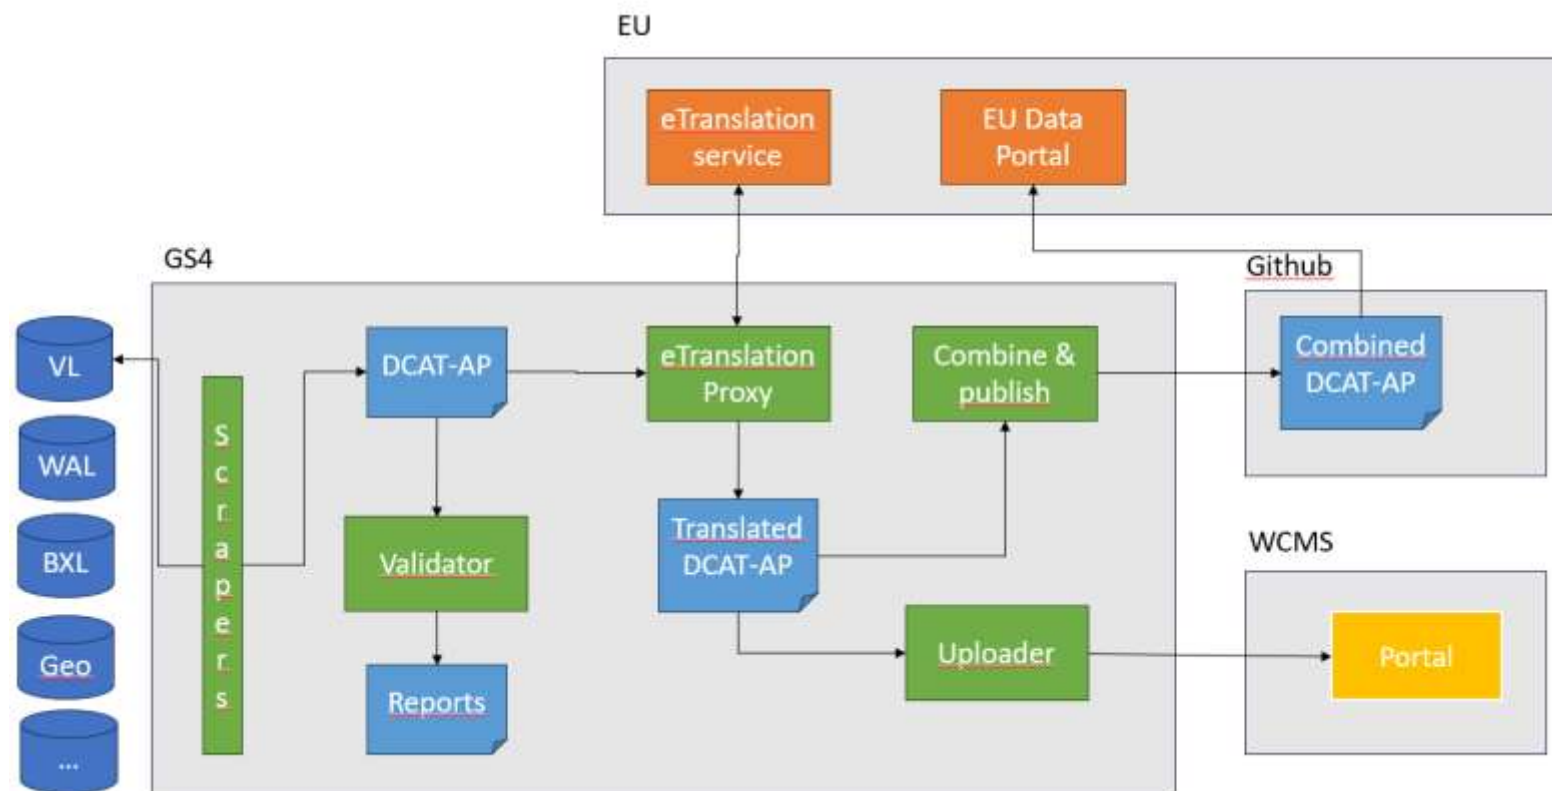 EU
eTranslation
service
EU Data
Portal
GS4
Github
VL
WAL
BXL
Geo
...
S
c
r
a
p
e
r
s
DCAT-AP
Validator
Reports
eTranslation
Proxy
Translated
DCAT-AP
Combine &
publish
Uploader
Combined
DCAT-AP
WCMS
Portal